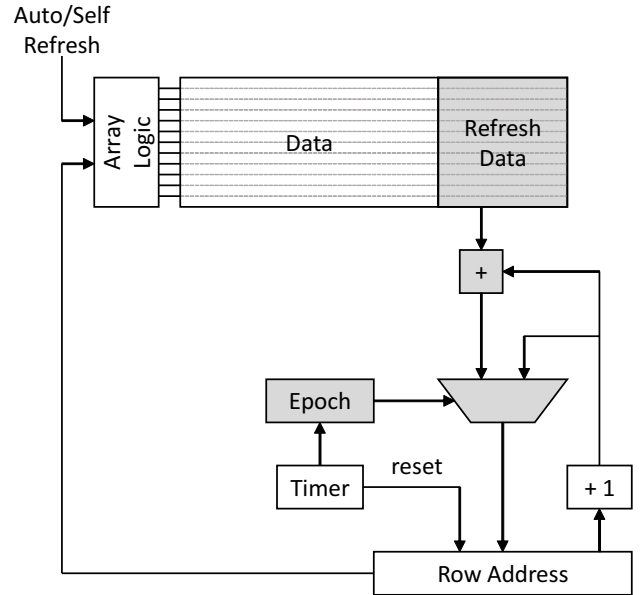 Auto/Self
Refresh
Array
Logic
Data
Refresh
Data
+
Epoch
reset
Timer
+ 1
Row Address